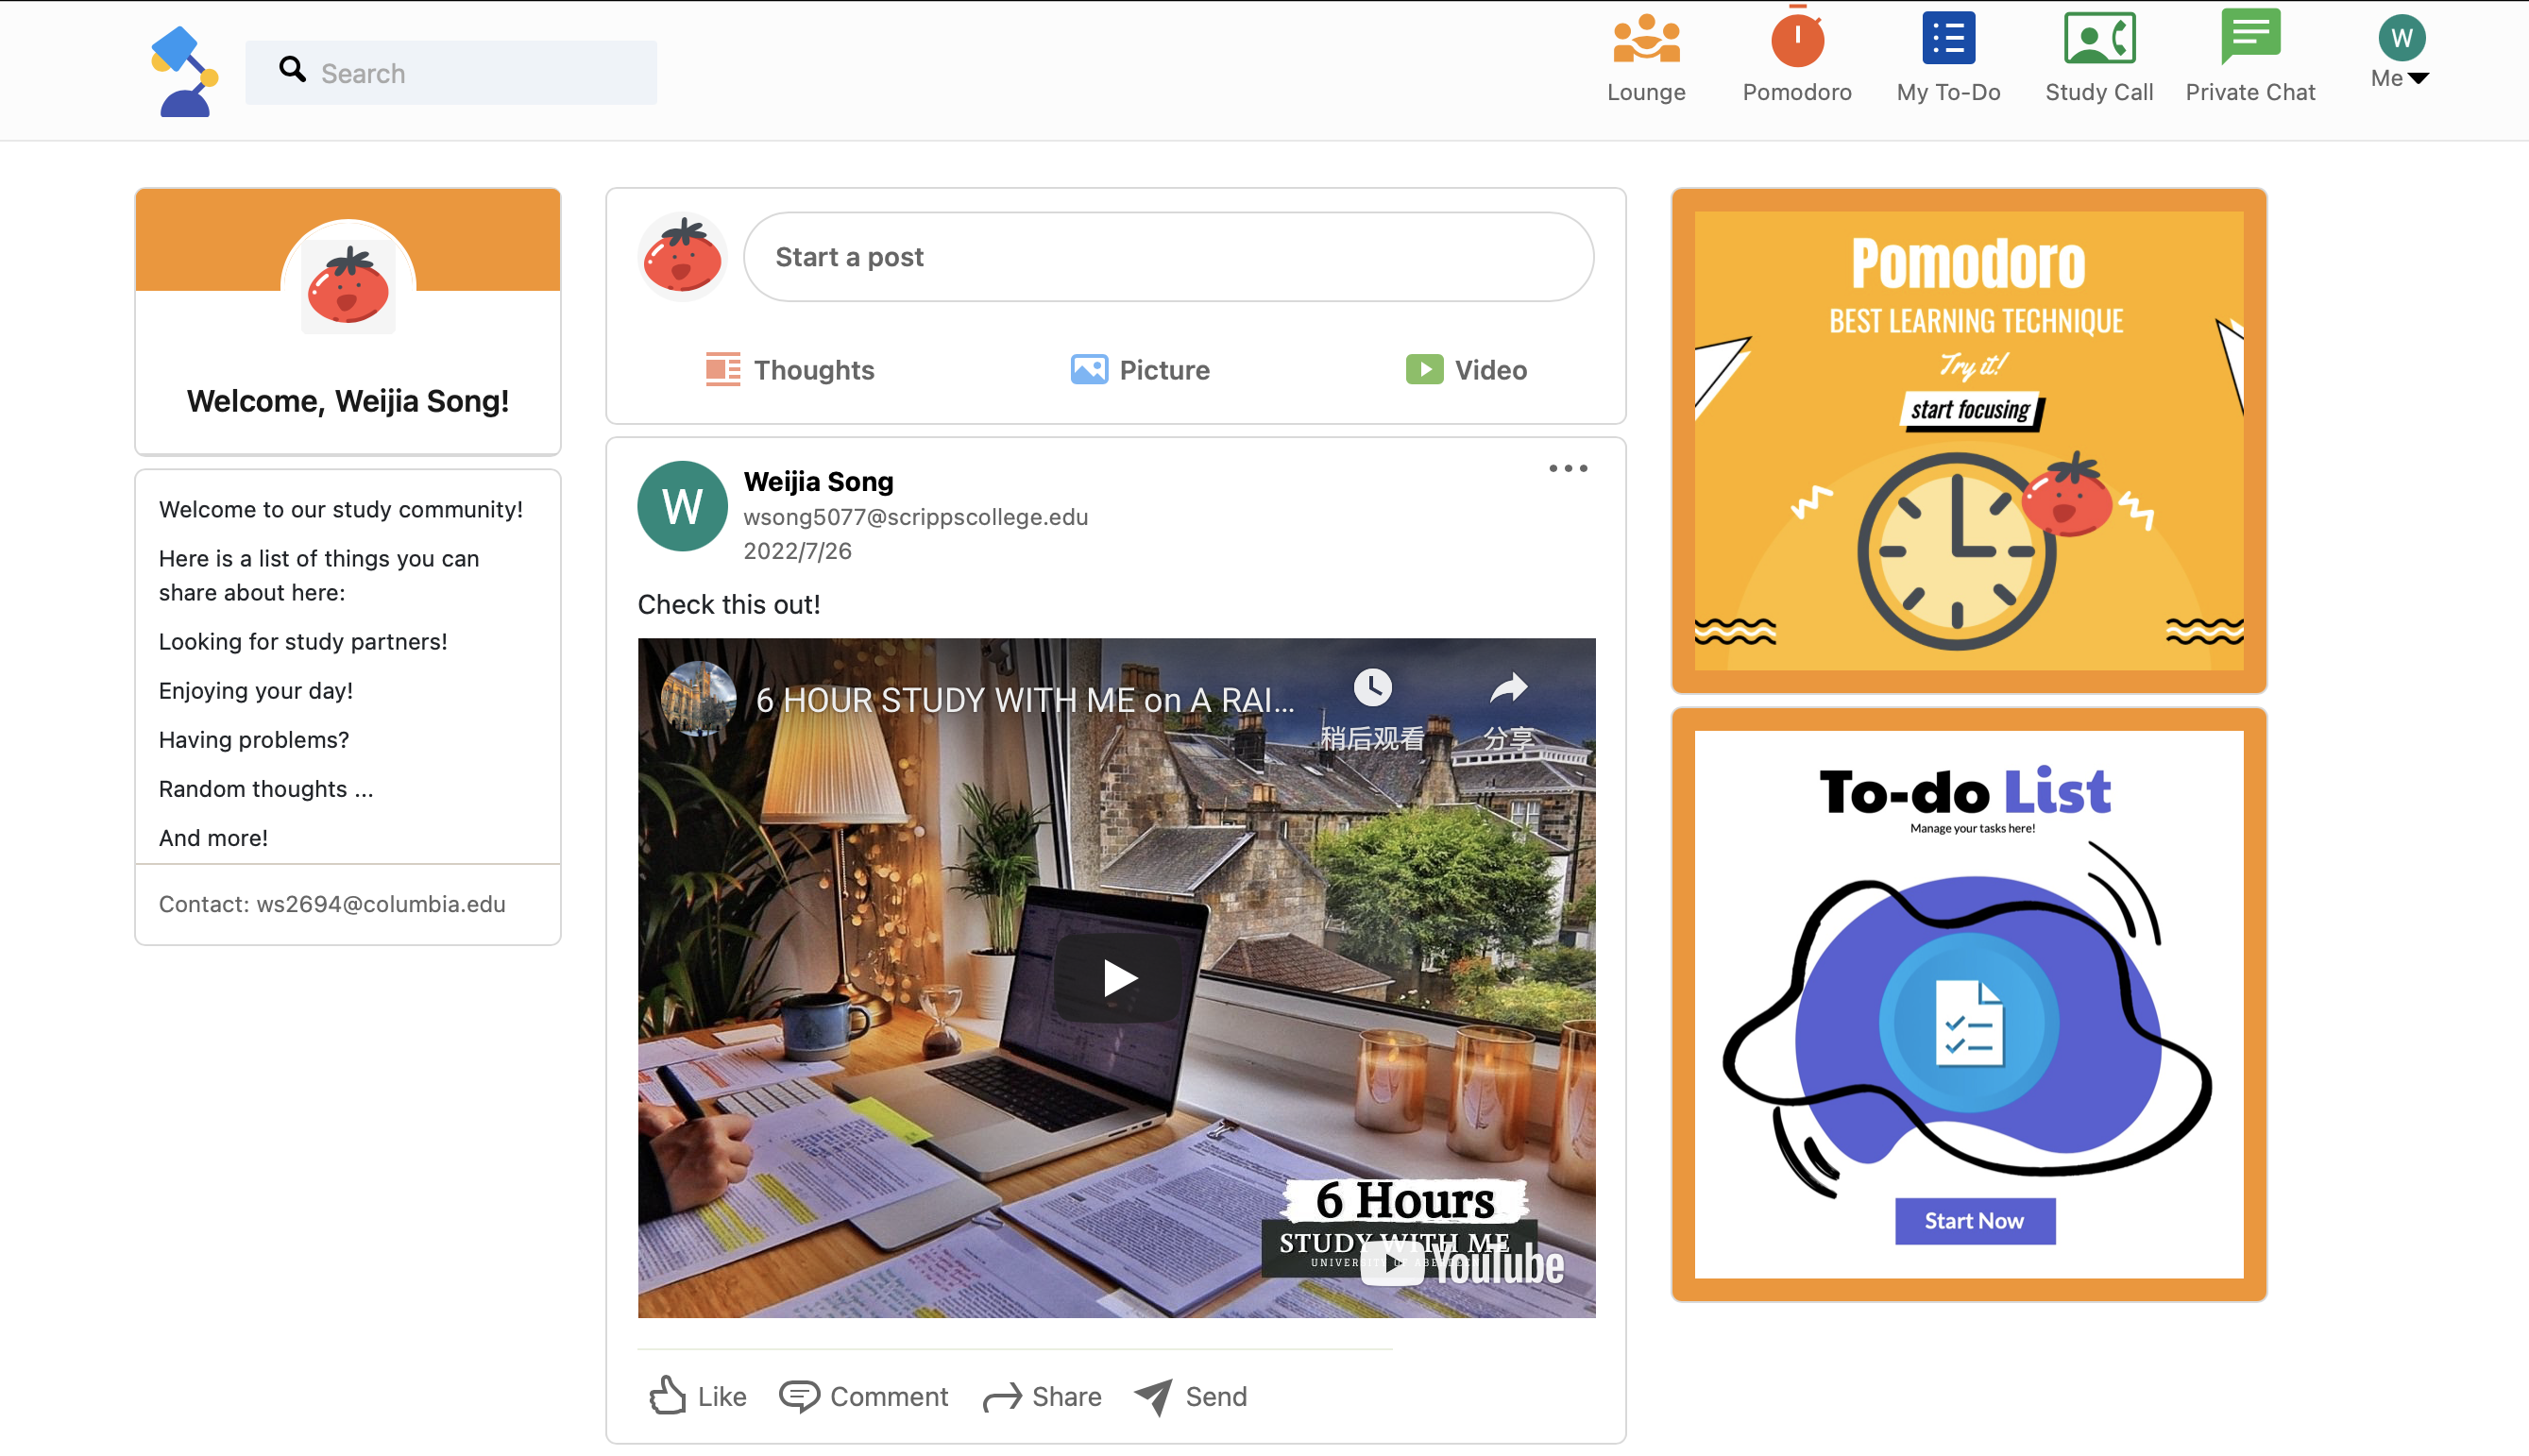 Search
Lounge
Pomodoro
My To-Do
Study Call
Private Chat
W
Me
Welcome, Weijia Song!
Welcome to our study community!
Here is a list of things you can
share about here:
Looking for study partners!
Enjoying your day!
Having problems?
Random thoughts ...
And more!
Contact: ws2694@columbia.edu
Start a post
Thoughts
Picture
Video
W
Weijia Song
wsong5077@scrippscollege.edu
2022/7/26
Check this out!
6 HOUR STUDY WITH ME on A RAI...
稍后观看
分享
6 Hours
STUDY WITH ME
UNIVERSITY OF ABERDEEN
YouTube
Like
Comment
Share
Send
Pomodoro
BEST LEARNING TECHNIQUE
Try it!
start focusing
To-do List
Manage your tasks here!
Start Now